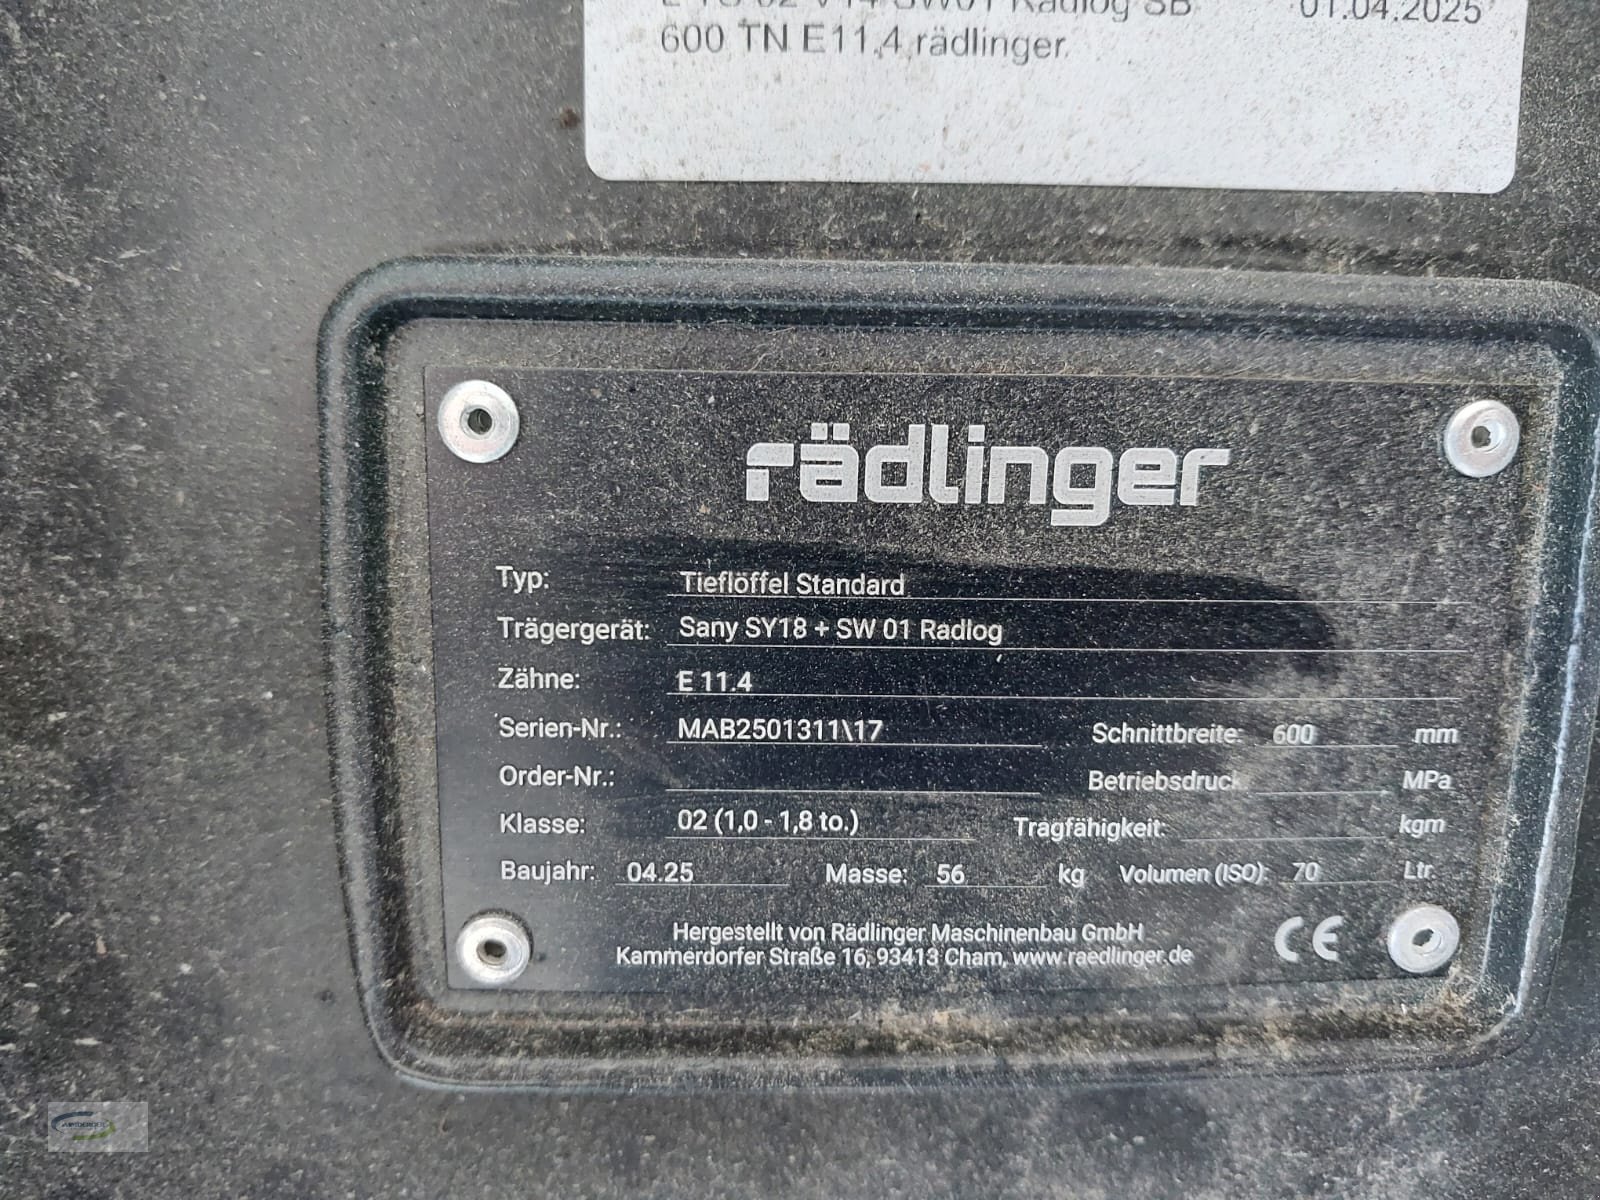 SW01 Radlog SB 01.04.2025
600 TN E11,4 rädlinger
rädlinger
Typ: Tieflöffel Standard
Trägergerät: Sany SY18 + SW 01 Radlog
Zähne: E 11.4
Serien-Nr.: MAB2501311\17 Schnittbreite: 600 mm
Order-Nr.: Betriebsdruck: MPa
Klasse: 02 (1,0 - 1,8 to.) Tragfähigkeit: kgm
Baujahr: 04.25 Masse: 56 kg Volumen (ISO): 70 Ltr.
Hergestellt von Rädlinger Maschinenbau GmbH
Kammerdorfer Straße 16, 93413 Cham, www.raedlinger.de
CE